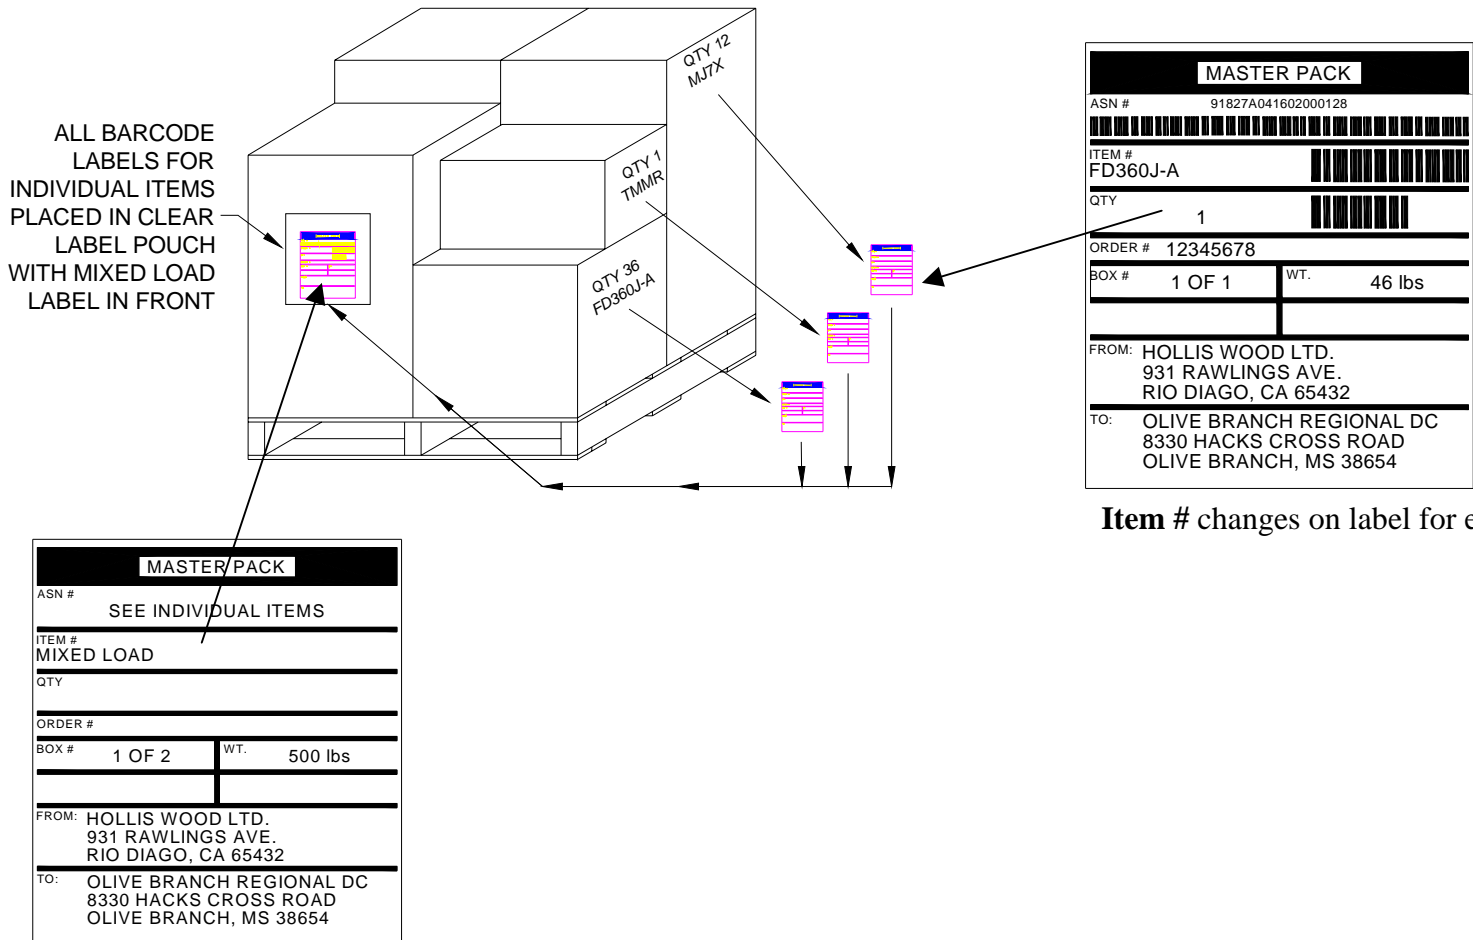 ALL BARCODE
LABELS FOR
INDIVIDUAL ITEMS
PLACED IN CLEAR
LABEL POUCH
WITH MIXED LOAD
LABEL IN FRONT
QTY 12
MJ7X
QTY 1
TMMR
QTY 36
FD360J-A
MASTER PACK
ASN # 91827A041602000128
ITEM #
FD360J-A
QTY
1
ORDER # 12345678
BOX # 1 OF 1 WT. 46 lbs
FROM: HOLLIS WOOD LTD.
931 RAWLINGS AVE.
RIO DIAGO, CA 65432
TO: OLIVE BRANCH REGIONAL DC
8330 HACKS CROSS ROAD
OLIVE BRANCH, MS 38654
Item # changes on label for e
MASTER PACK
ASN #
SEE INDIVIDUAL ITEMS
ITEM #
MIXED LOAD
QTY
ORDER #
BOX # 1 OF 2 WT. 500 lbs
FROM: HOLLIS WOOD LTD.
931 RAWLINGS AVE.
RIO DIAGO, CA 65432
TO: OLIVE BRANCH REGIONAL DC
8330 HACKS CROSS ROAD
OLIVE BRANCH, MS 38654